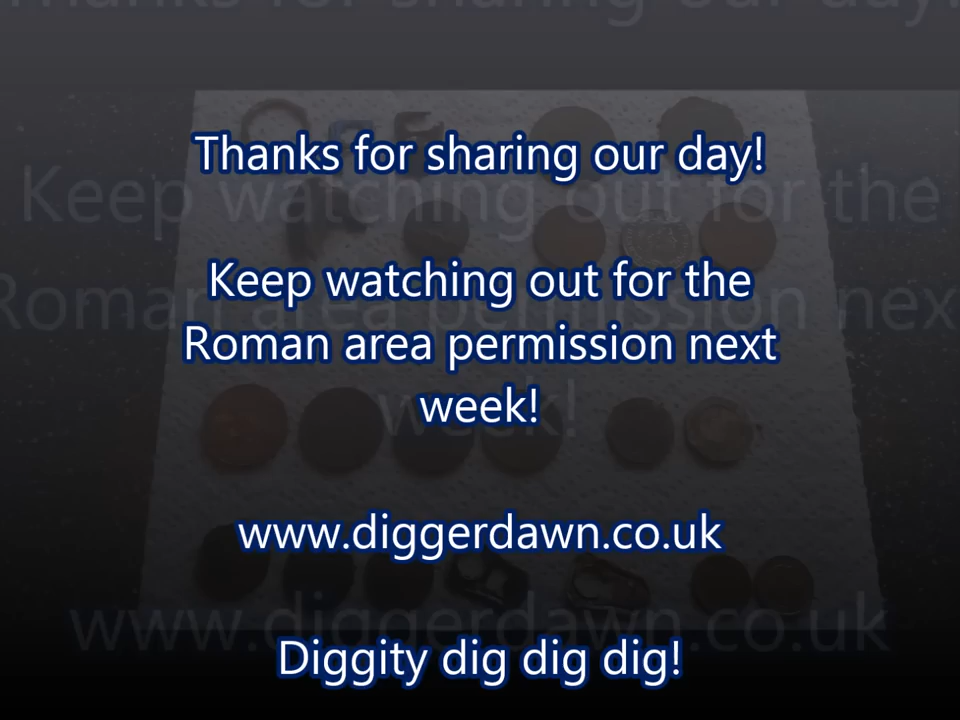 Thanks for sharing our day!
Keep watching out for the
Roman area permission next
week!
www.diggerdawn.co.uk
Diggity dig dig dig!